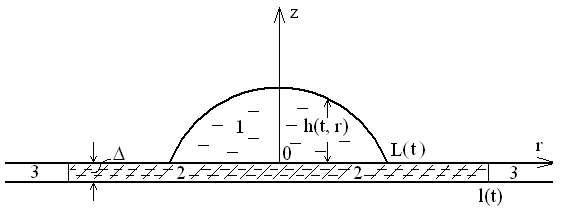 z
1 h(t, r)
Δ 0 L(t) r
3 2 2 3
l(t)